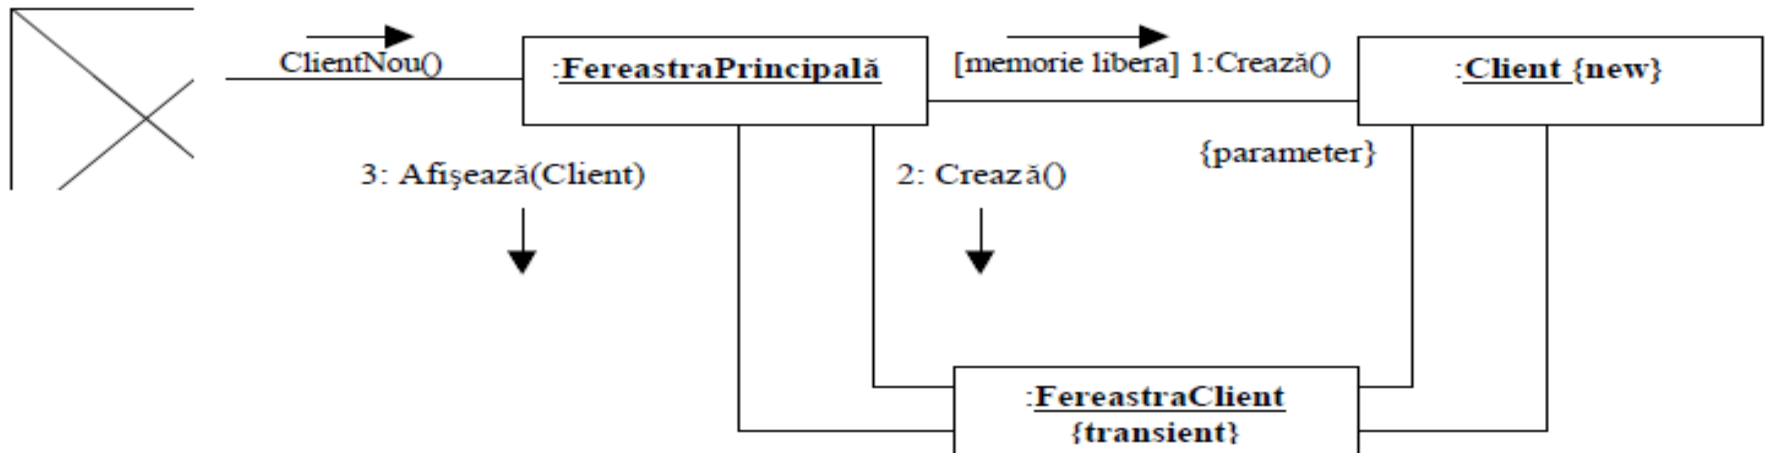 ClientNou()
:FereastraPrincipală
[memorie libera] 1:Crează()
:Client {new}
{parameter}
3: Afişează(Client)
2: Crează()
:FereastraClient
{transient}